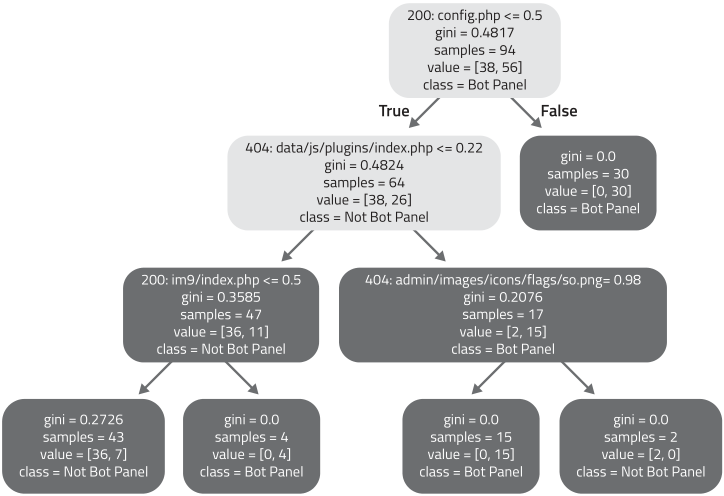 200: config.php <= 0.5
gini = 0.4817
samples = 94
value = [38, 56]
class = Bot Panel
True
False
404: data/js/plugins/index.php <= 0.22
gini = 0.4824
samples = 64
value = [38, 26]
class = Not Bot Panel
gini = 0.0
samples = 30
value = [0, 30]
class = Bot Panel
200: im9/index.php <= 0.5
gini = 0.3585
samples = 47
value = [36, 11]
class = Not Bot Panel
404: admin/images/icons/flags/so.png= 0.98
gini = 0.2076
samples = 17
value = [2, 15]
class = Bot Panel
gini = 0.2726
samples = 43
value = [36, 7]
class = Not Bot Panel
gini = 0.0
samples = 4
value = [0, 4]
class = Bot Panel
gini = 0.0
samples = 15
value = [0, 15]
class = Bot Panel
gini = 0.0
samples = 2
value = [2, 0]
class = Not Bot Panel